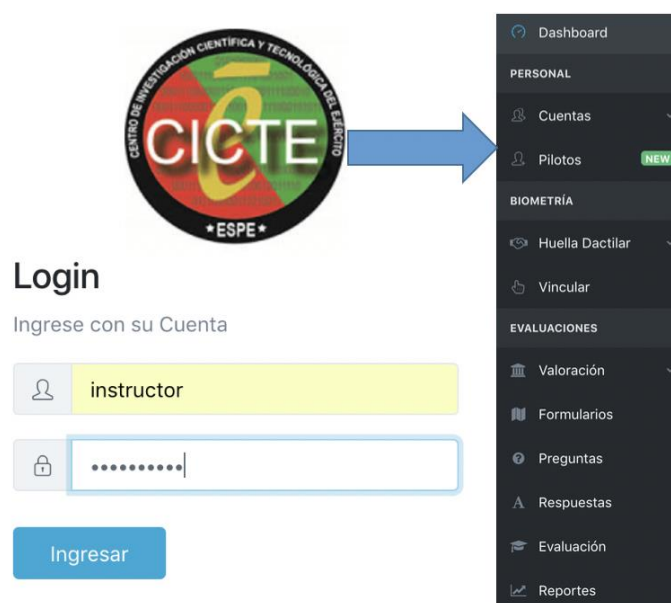 CENTRO DE INVESTIGACIÓN CIENTÍFICA Y TECNOLÓGICA DEL EJÉRCITO
CICTE
★ESPE★
Login
Ingrese con su Cuenta
instructor
••••••••••
Ingresar
Dashboard
PERSONAL
Cuentas
Pilotos NEW
BIOMETRÍA
Huella Dactilar
Vincular
EVALUACIONES
Valoración
Formularios
Preguntas
Respuestas
Evaluación
Reportes